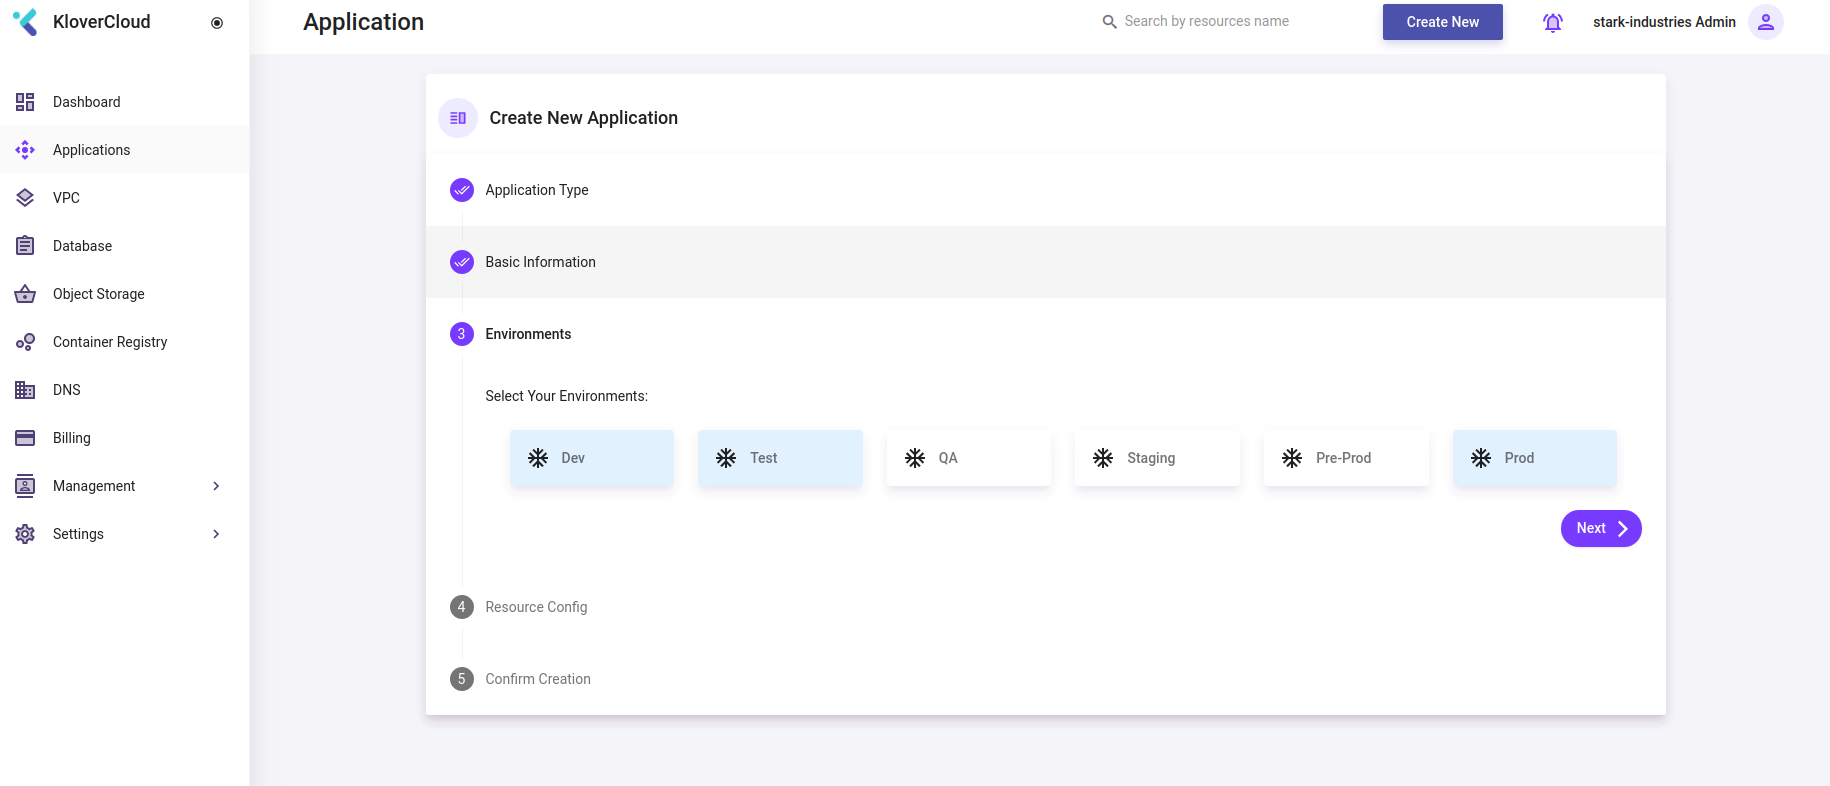 KloverCloud
Application
Search by resources name
Create New
stark-industries Admin
Dashboard
Applications
VPC
Database
Object Storage
Container Registry
DNS
Billing
Management
Settings
Create New Application
Application Type
Basic Information
3 Environments
Select Your Environments:
Dev Test QA Staging Pre-Prod Prod
Next
4 Resource Config
5 Confirm Creation